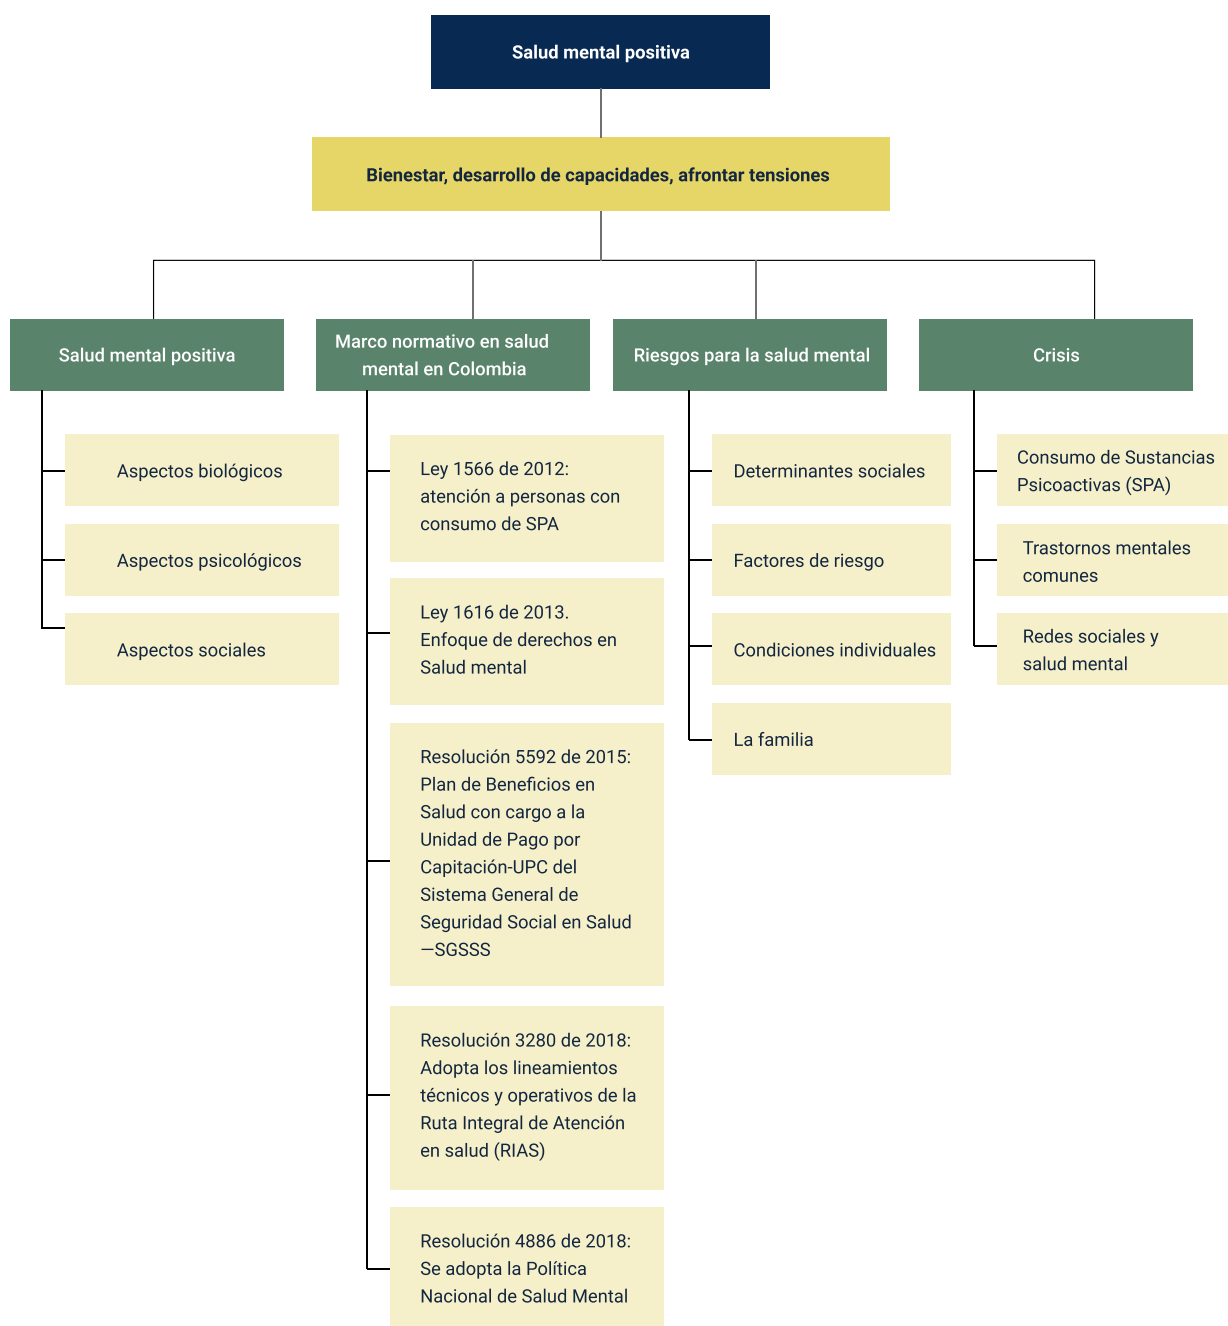 Salud mental positiva
Bienestar, desarrollo de capacidades, afrontar tensiones
Salud mental positiva
Aspectos biológicos
Aspectos psicológicos
Aspectos sociales
Marco normativo en salud
mental en Colombia
Ley 1566 de 2012:
atención a personas con
consumo de SPA
Ley 1616 de 2013.
Enfoque de derechos en
Salud mental
Resolución 5592 de 2015:
Plan de Beneficios en
Salud con cargo a la
Unidad de Pago por
Capitación-UPC del
Sistema General de
Seguridad Social en Salud
—SGSSS
Resolución 3280 de 2018:
Adopta los lineamientos
técnicos y operativos de la
Ruta Integral de Atención
en salud (RIAS)
Resolución 4886 de 2018:
Se adopta la Política
Nacional de Salud Mental
Riesgos para la salud mental
Determinantes sociales
Factores de riesgo
Condiciones individuales
La familia
Crisis
Consumo de Sustancias
Psicoactivas (SPA)
Trastornos mentales
comunes
Redes sociales y
salud mental